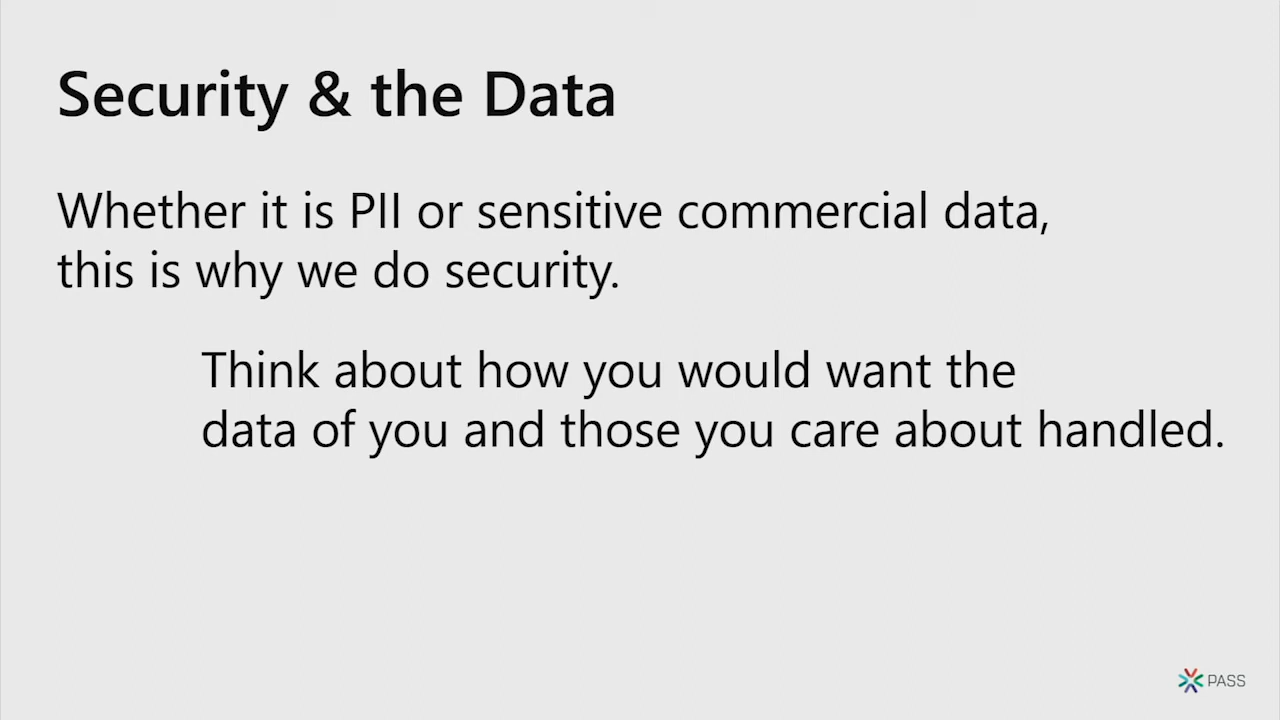 Security & the Data
Whether it is PII or sensitive commercial data,
this is why we do security.
Think about how you would want the
data of you and those you care about handled.
PASS